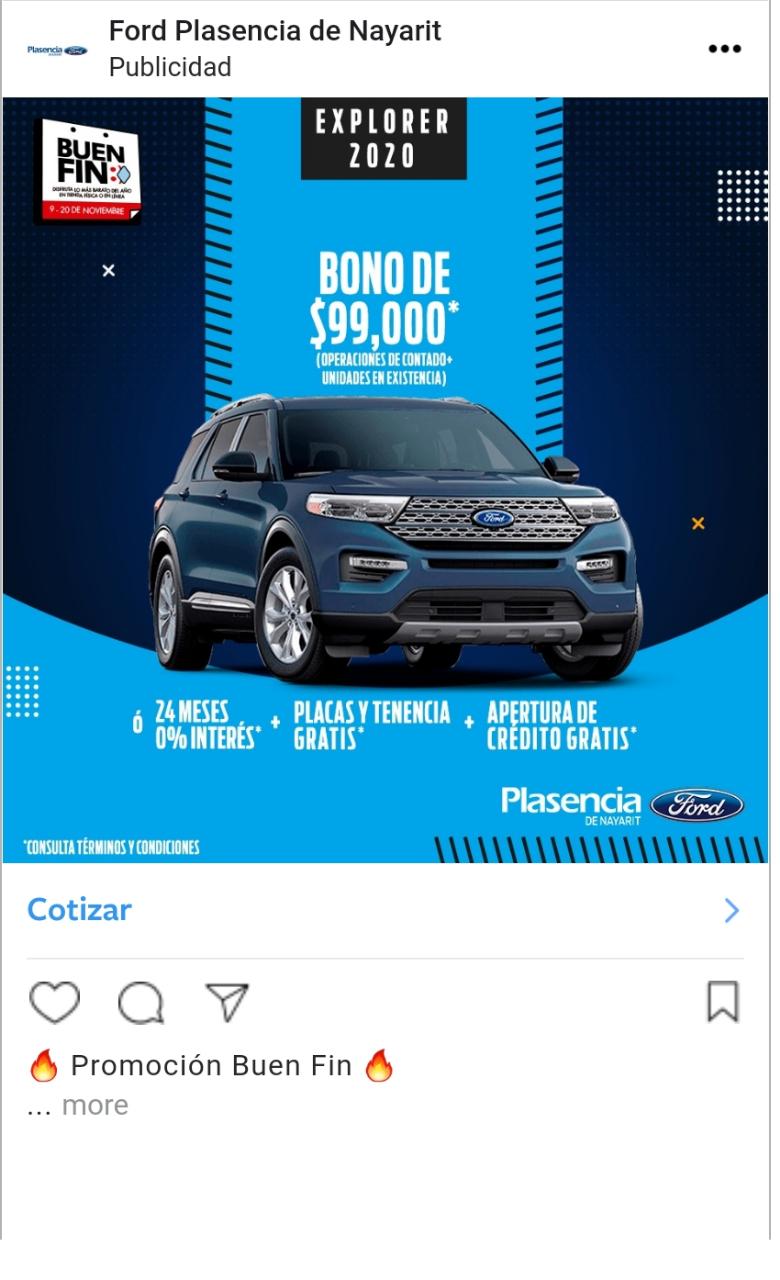 Ford Plasencia de Nayarit
Plasencia Ford
Publicidad
EXPLORER
2020
BUEN
FIN
DISFRUTA LO MÁS BARATO DEL AÑO
EN TIENDA FÍSICA O EN LÍNEA
9 - 20 DE NOVIEMBRE
BONO DE
$99,000*
(OPERACIONES DE CONTADO+
UNIDADES EN EXISTENCIA)
Ford
ó 24 MESES 0% INTERÉS* + PLACAS Y TENENCIA GRATIS* + APERTURA DE CRÉDITO GRATIS*
Plasencia Ford
DE NAYARIT
*CONSULTA TÉRMINOS Y CONDICIONES
Cotizar
🔥 Promoción Buen Fin 🔥
... more